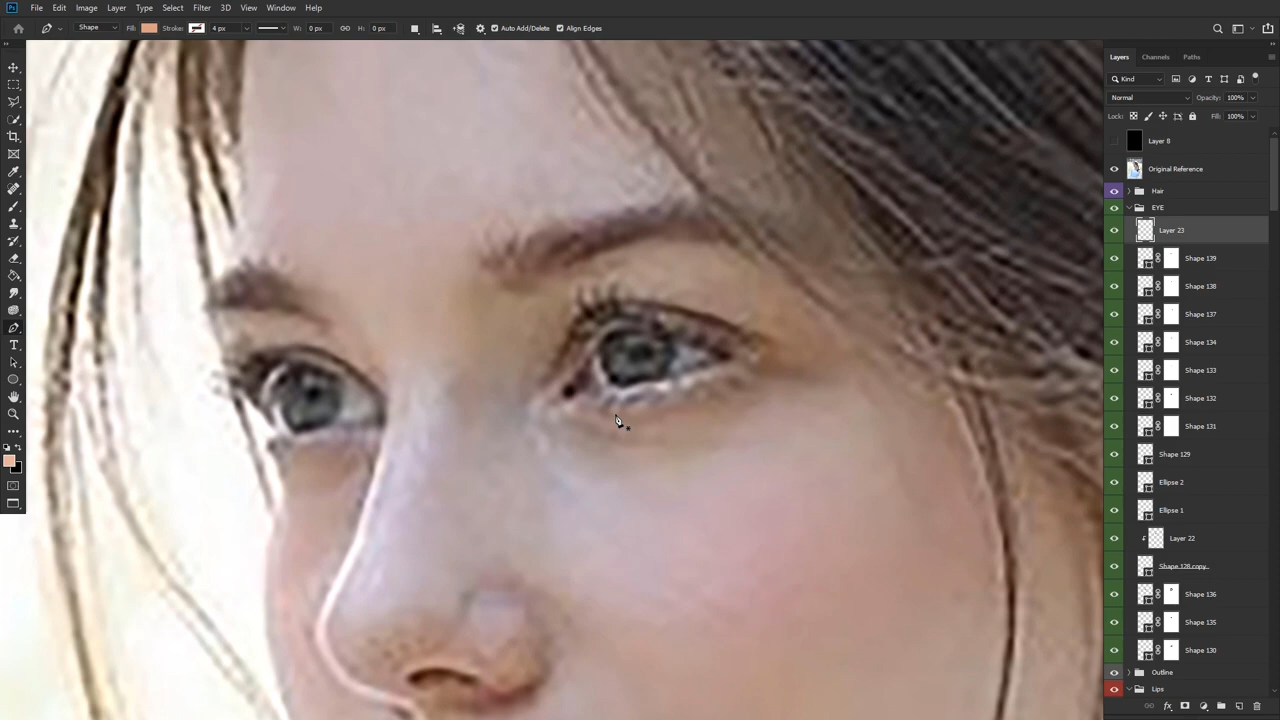 Ps File Edit Image Layer Type Select Filter 3D View Window Help
Shape Fill: Stroke: 4 px W: 0 px H: 0 px Auto Add/Delete Align Edges
Layers Channels Paths
Kind
Normal Opacity: 100%
Lock: Fill: 100%
Layer 8
Original Reference
Hair
EYE
Layer 23
Shape 139
Shape 138
Shape 137
Shape 134
Shape 133
Shape 132
Shape 131
Shape 129
Ellipse 2
Ellipse 1
Layer 22
Shape 128 copy
Shape 136
Shape 135
Shape 130
Outline
Lips
fx